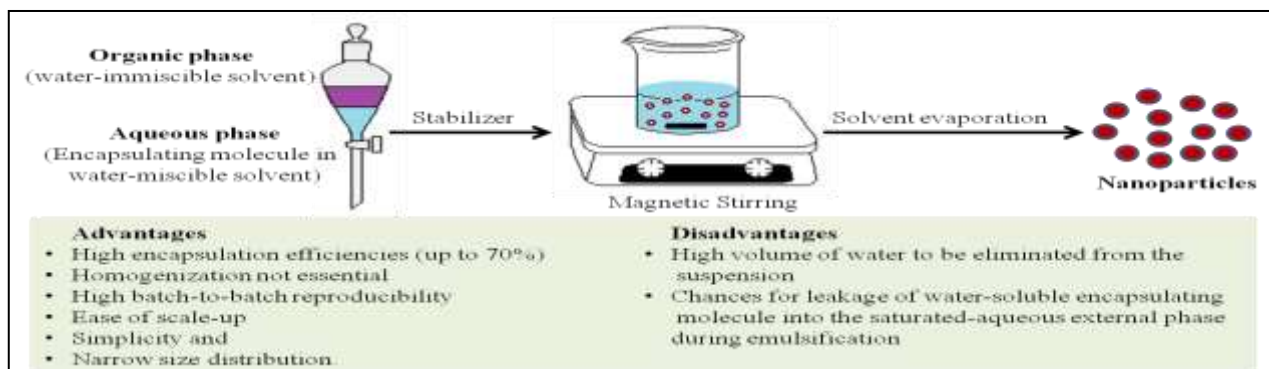 Organic phase
(water-immiscible solvent)
Aqueous phase
(Encapsulating molecule in
water-miscible solvent)
Stabilizer
Magnetic Stirring
Solvent evaporation
Nanoparticles
Advantages
• High encapsulation efficiencies (up to 70%)
• Homogenization not essential
• High batch-to-batch reproducibility
• Ease of scale-up
• Simplicity and
• Narrow size distribution.
Disadvantages
• High volume of water to be eliminated from the
suspension
• Chances for leakage of water-soluble encapsulating
molecule into the saturated-aqueous external phase
during emulsification